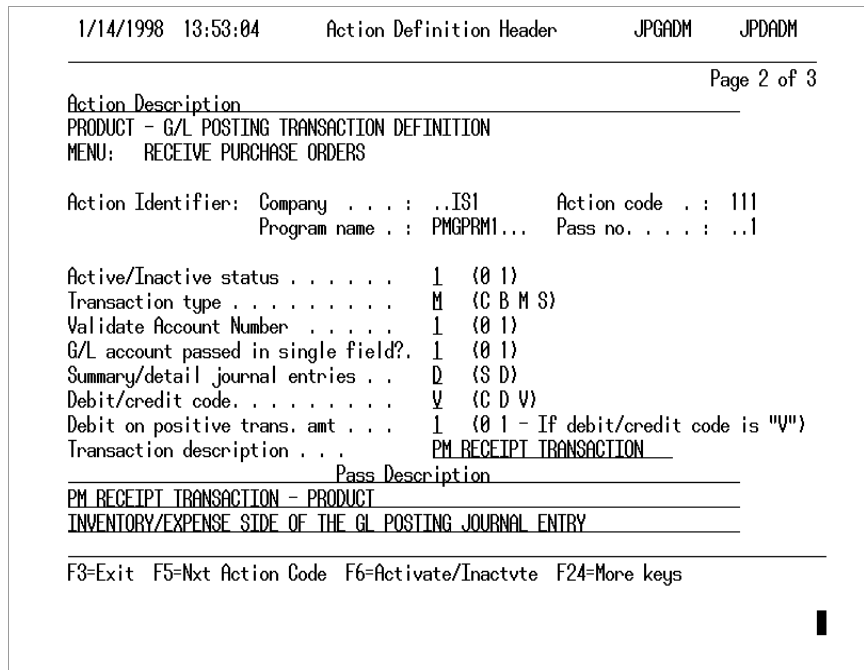 1/14/1998 13:53:04 Action Definition Header JPGADM JPDADM
Page 2 of 3
Action Description
PRODUCT - G/L POSTING TRANSACTION DEFINITION
MENU: RECEIVE PURCHASE ORDERS
Action Identifier: Company . . . : ..IS1 Action code . : 111
Program name . : PMGPRM1... Pass no. . . . : ..1
Active/Inactive status . . . . . . 1 (0 1)
Transaction type . . . . . . . . . M (C B M S)
Validate Account Number . . . . . 1 (0 1)
G/L account passed in single field?. 1 (0 1)
Summary/detail journal entries . . D (S D)
Debit/credit code. . . . . . . . . V (C D V)
Debit on positive trans. amt . . . 1 (0 1 - If debit/credit code is "V")
Transaction description . . . PM RECEIPT TRANSACTION
Pass Description
PM RECEIPT TRANSACTION - PRODUCT
INVENTORY/EXPENSE SIDE OF THE GL POSTING JOURNAL ENTRY
F3=Exit F5=Nxt Action Code F6=Activate/Inactvte F24=More keys